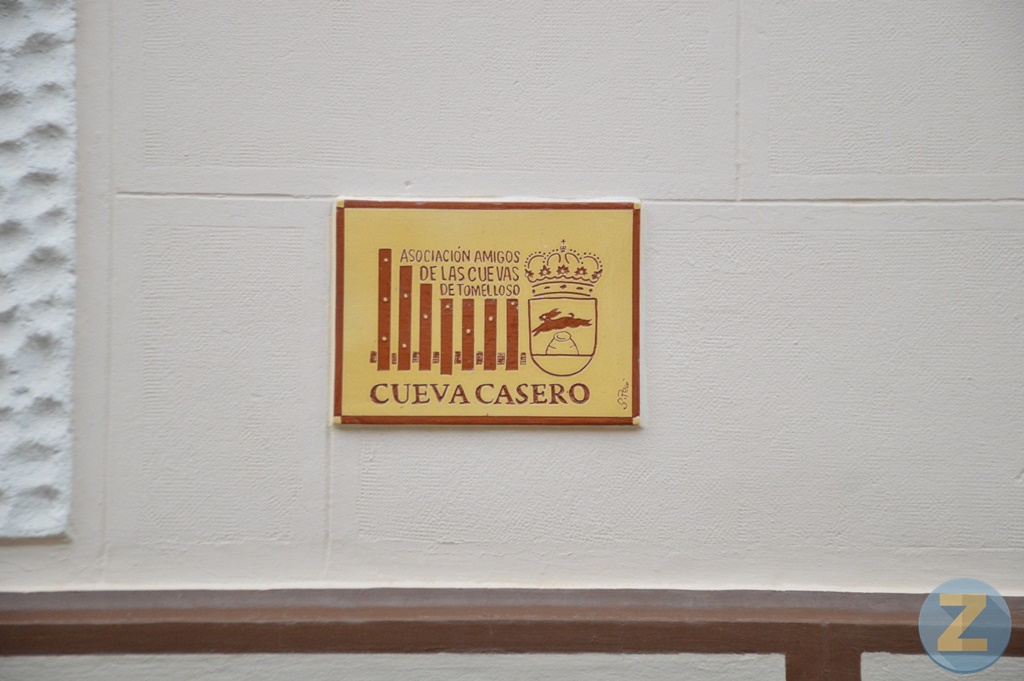 ASOCIACIÓN AMIGOS
DE LAS CUEVAS
DE TOMELLOSO
CUEVA CASERO
Z